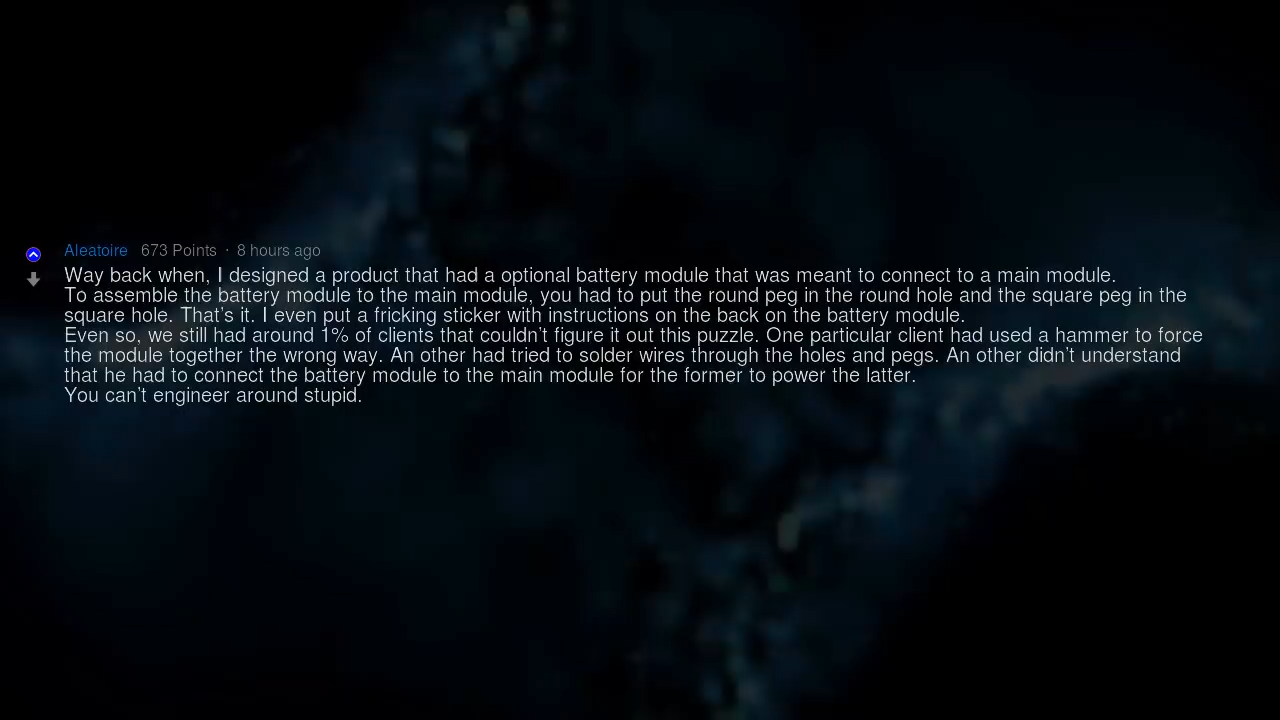 Aleatoire 673 Points · 8 hours ago
Way back when, I designed a product that had a optional battery module that was meant to connect to a main module.
To assemble the battery module to the main module, you had to put the round peg in the round hole and the square peg in the
square hole. That's it. I even put a fricking sticker with instructions on the back on the battery module.
Even so, we still had around 1% of clients that couldn't figure it out this puzzle. One particular client had used a hammer to force
the module together the wrong way. An other had tried to solder wires through the holes and pegs. An other didn't understand
that he had to connect the battery module to the main module for the former to power the latter.
You can't engineer around stupid.